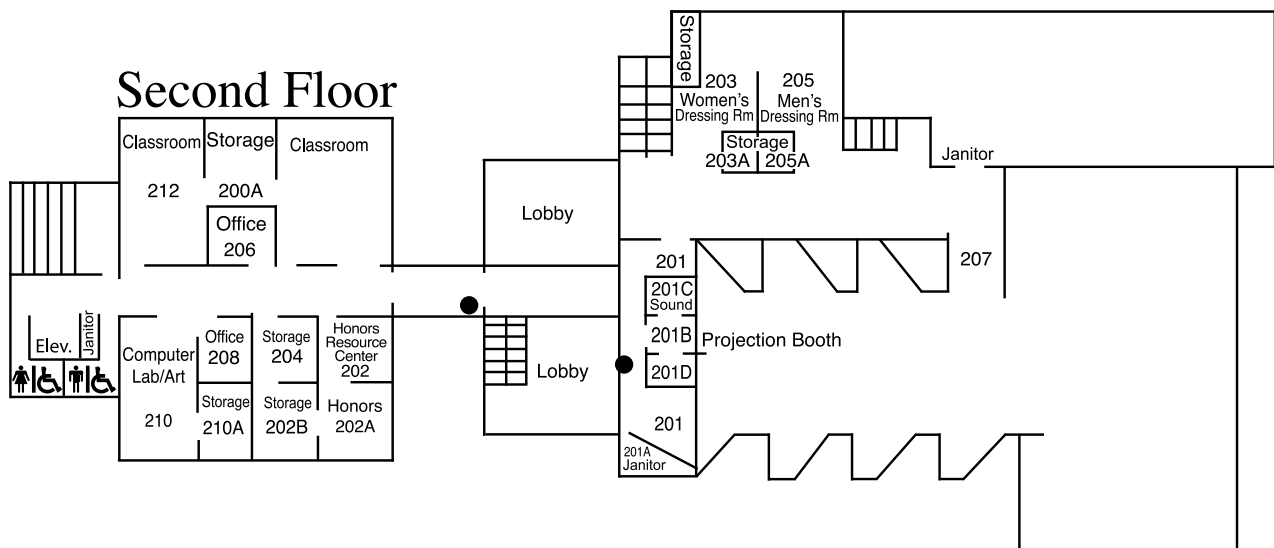 Second Floor
Classroom
212
Storage
200A
Classroom
Office
206
Elev.
Janitor
Computer
Lab/Art
210
Office
208
Storage
210A
Storage
204
Storage
202B
Honors
Resource
Center
202
Honors
202A
Lobby
Lobby
Storage
203
Women's
Dressing Rm
205
Men's
Dressing Rm
Storage
203A
205A
Janitor
207
201
201C
Sound
201B
Projection Booth
201D
201
201A
Janitor